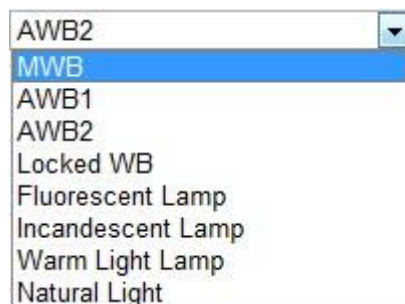 AWB2
MWB
AWB1
AWB2
Locked WB
Fluorescent Lamp
Incandescent Lamp
Warm Light Lamp
Natural Light